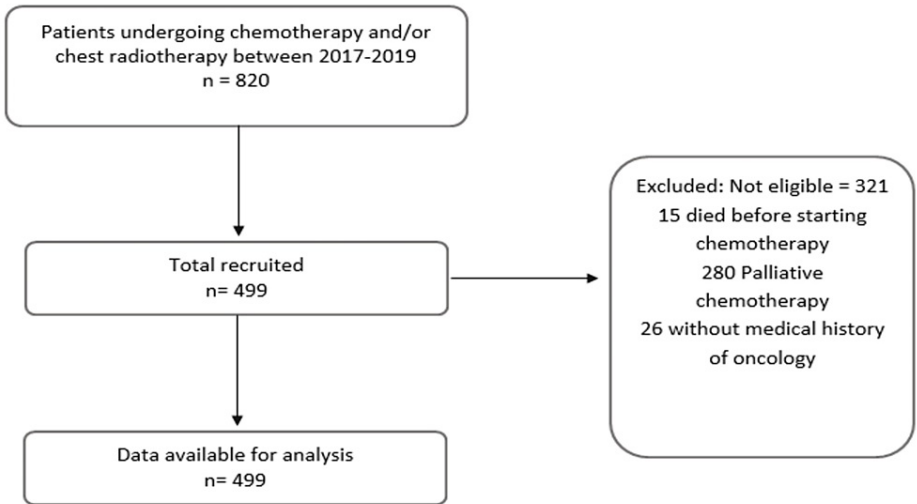 Patients undergoing chemotherapy and/or
chest radiotherapy between 2017-2019
n = 820
Total recruited
n= 499
Excluded: Not eligible = 321
15 died before starting
chemotherapy
280 Palliative
chemotherapy
26 without medical history
of oncology
Data available for analysis
n= 499